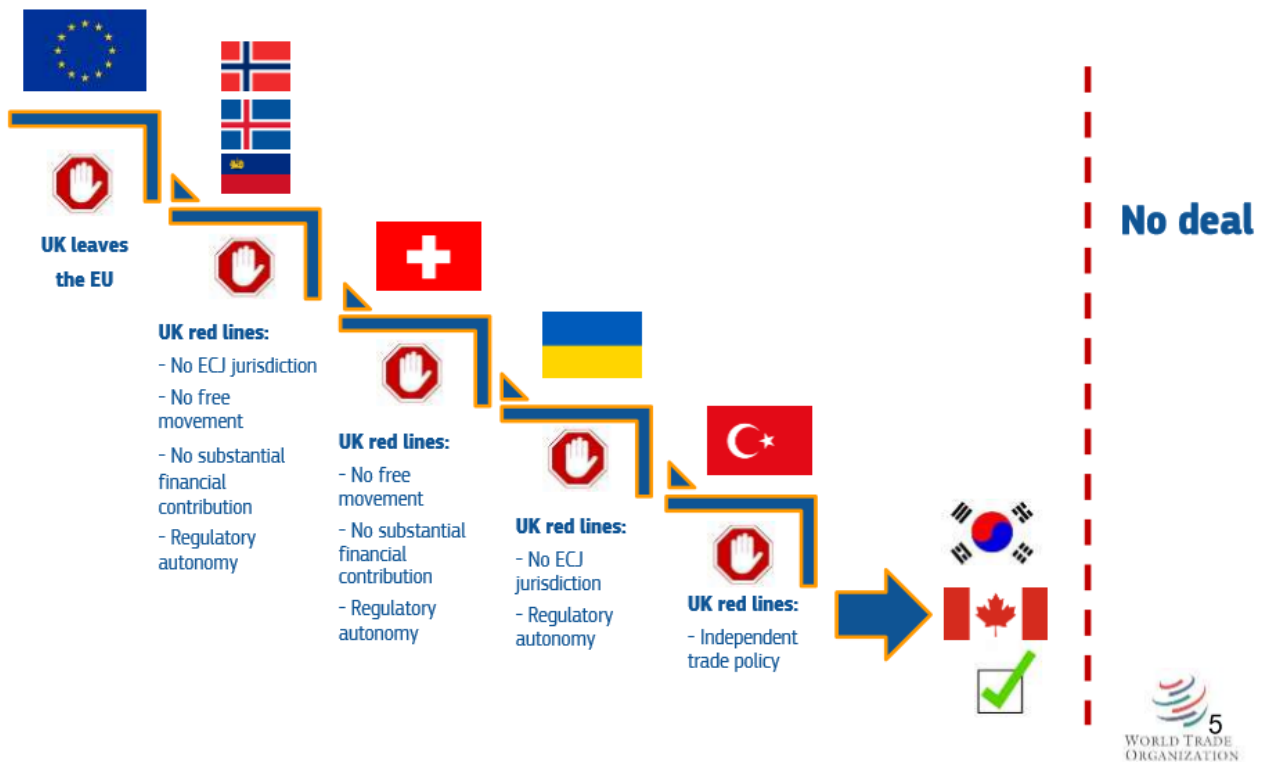 UK leaves
the EU
UK red lines:
- No ECJ jurisdiction
- No free
movement
- No substantial
financial
contribution
- Regulatory
autonomy
UK red lines:
- No free
movement
- No substantial
financial
contribution
- Regulatory
autonomy
UK red lines:
- No ECJ
jurisdiction
- Regulatory
autonomy
UK red lines:
- Independent
trade policy
No deal
5
WORLD TRADE
ORGANIZATION